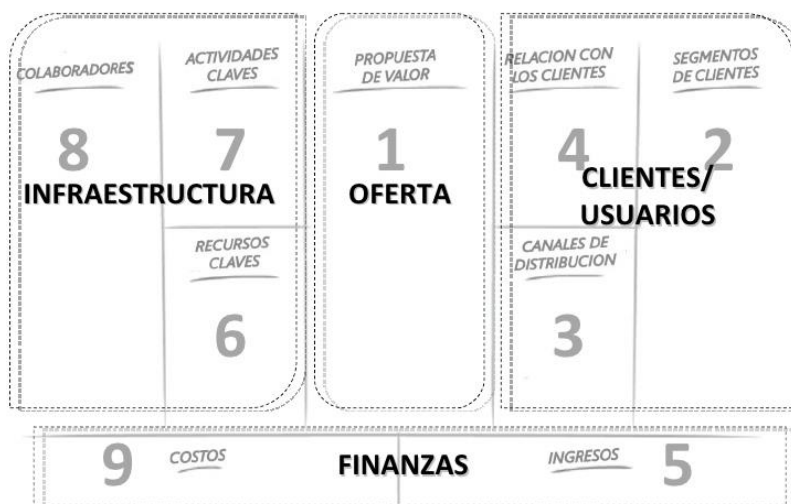 COLABORADORES
ACTIVIDADES
CLAVES
PROPUESTA
DE VALOR
RELACION CON
LOS CLIENTES
SEGMENTOS
DE CLIENTES
8
7
1
4
2
INFRAESTRUCTURA
OFERTA
CLIENTES/
USUARIOS
RECURSOS
CLAVES
CANALES DE
DISTRIBUCION
6
3
9
COSTOS
FINANZAS
INGRESOS
5